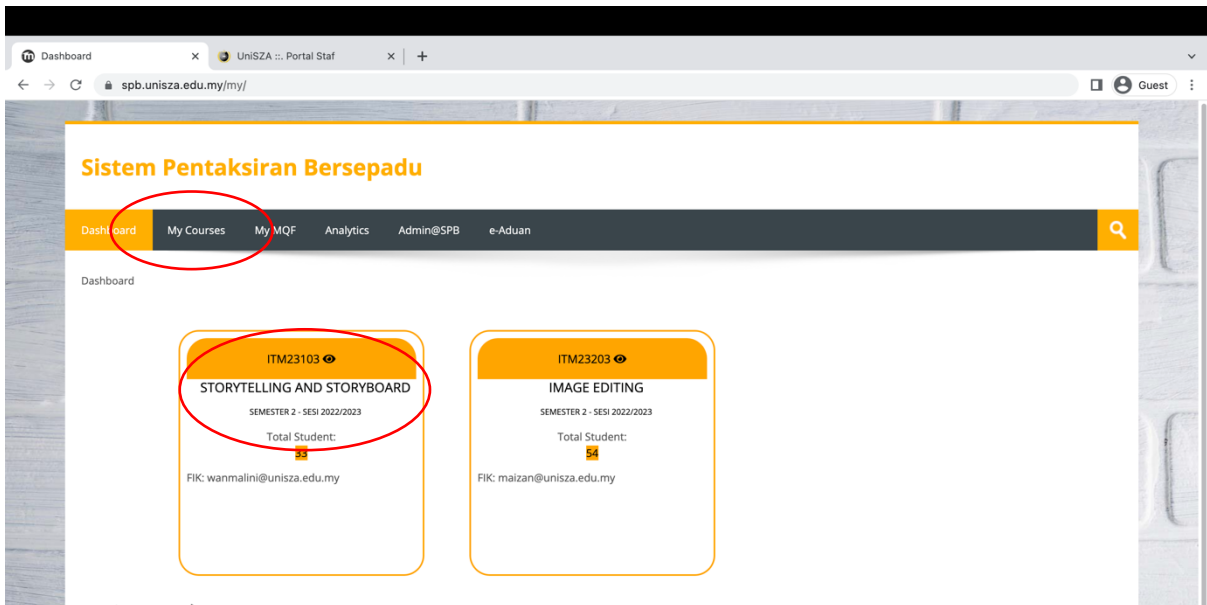 Dashboard
UniSZA ::. Portal Staf
spb.unisza.edu.my/my/
Guest
Sistem Pentaksiran Bersepadu
Dashboard My Courses My MQF Analytics Admin@SPB e-Aduan
Dashboard
ITM23103
STORYTELLING AND STORYBOARD
SEMESTER 2 - SESI 2022/2023
Total Student:
33
FIK: wanmalini@unisza.edu.my
ITM23203
IMAGE EDITING
SEMESTER 2 - SESI 2022/2023
Total Student:
54
FIK: maizan@unisza.edu.my